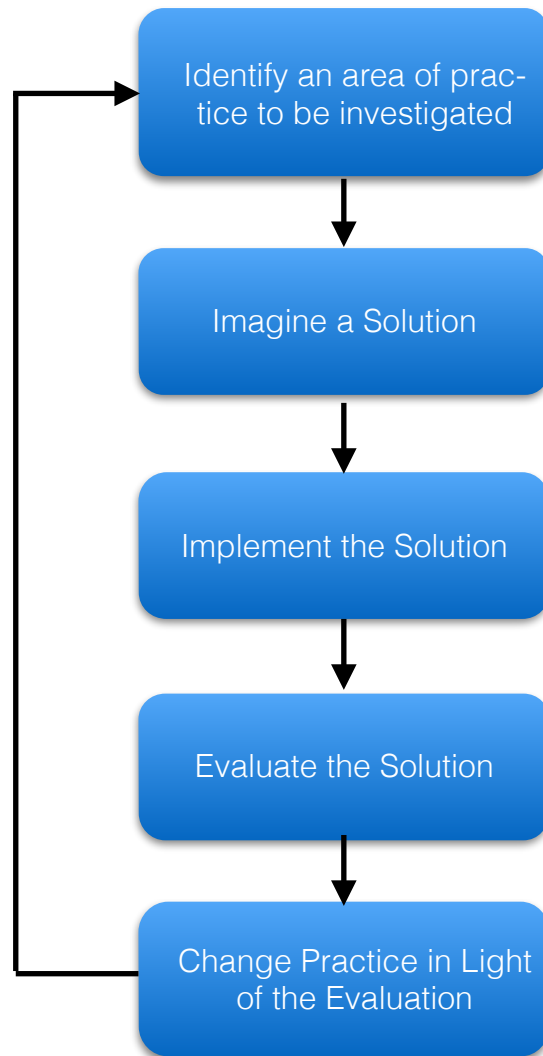 Identify an area of prac-
tice to be investigated
Imagine a Solution
Implement the Solution
Evaluate the Solution
Change Practice in Light
of the Evaluation